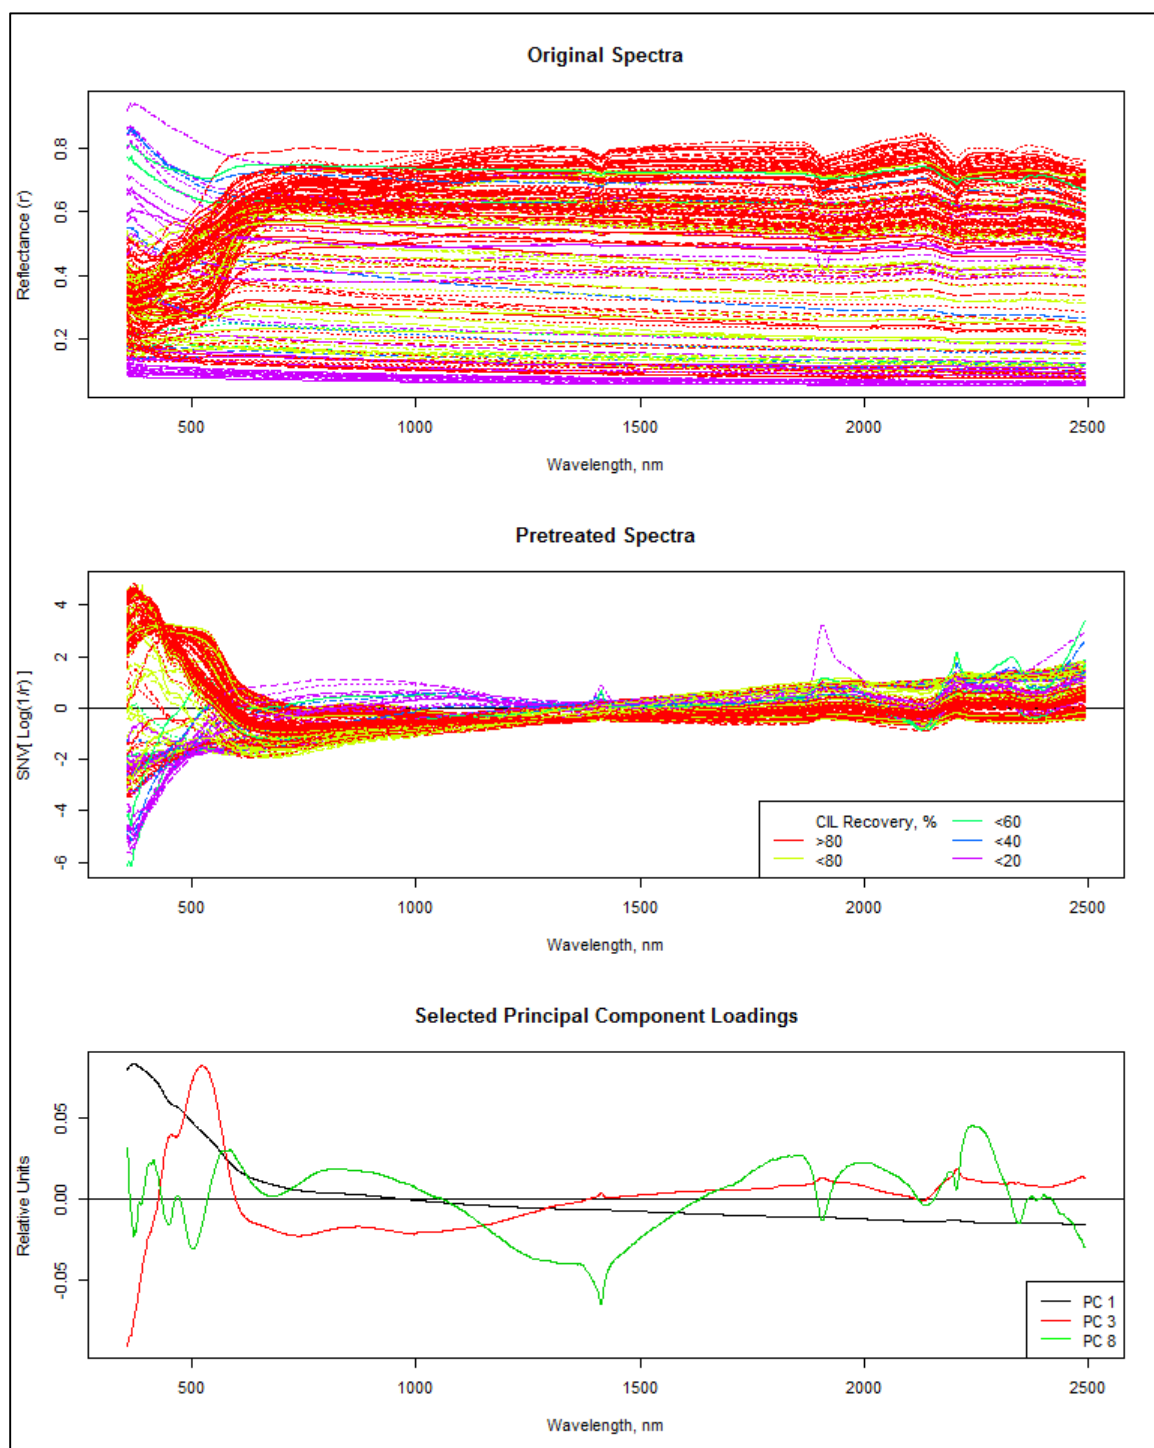 Original Spectra
Reflectance (r)
0.8
0.6
0.4
0.2
500 1000 1500 2000 2500
Wavelength, nm
Pretreated Spectra
SNV[ Log(1/r) ]
4
2
0
-2
-4
-6
CIL Recovery, % <60
>80 <40
<80 <20
500 1000 1500 2000 2500
Wavelength, nm
Selected Principal Component Loadings
Relative Units
0.05
0.00
-0.05
PC 1
PC 3
PC 8
500 1000 1500 2000 2500
Wavelength, nm